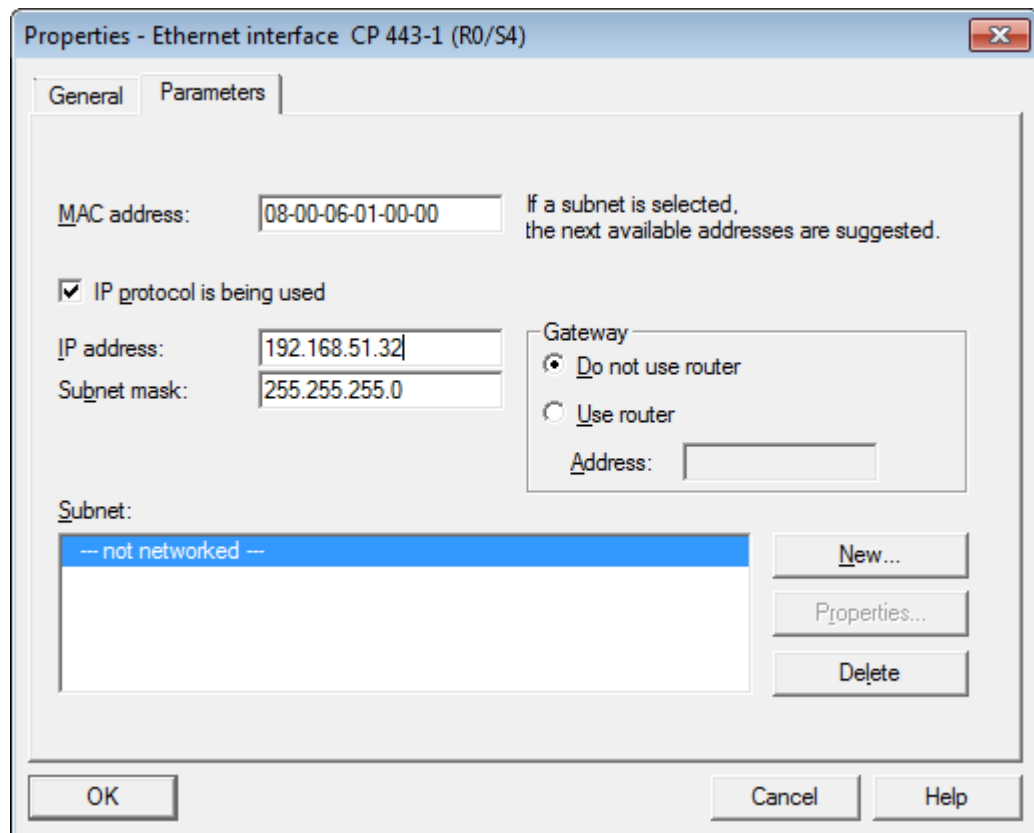 Properties - Ethernet interface  CP 443-1 (R0/S4)
General
Parameters
MAC address:
08-00-06-01-00-00
If a subnet is selected,
the next available addresses are suggested.
IP protocol is being used
IP address:
192.168.51.32
Subnet mask:
255.255.255.0
Gateway
Do not use router
Use router
Address:
Subnet:
--- not networked ---
New...
Properties...
Delete
OK
Cancel
Help